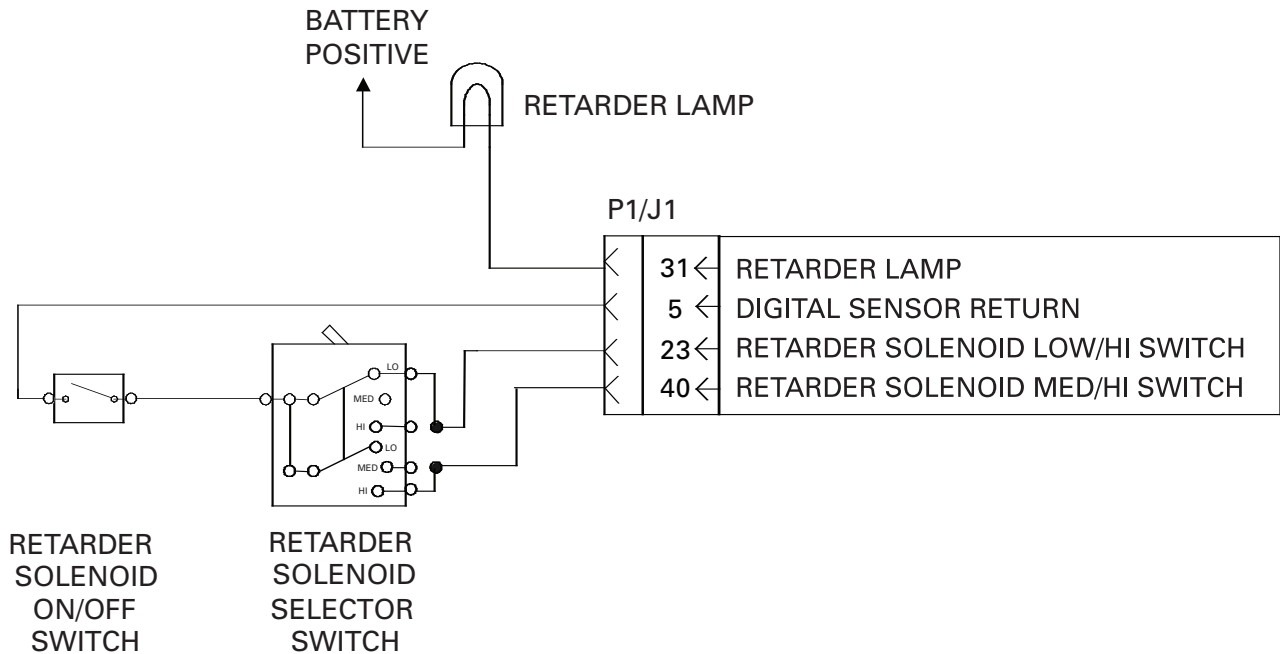 BATTERY
POSITIVE
RETARDER LAMP
P1/J1
31 RETARDER LAMP
5 DIGITAL SENSOR RETURN
23 RETARDER SOLENOID LOW/HI SWITCH
40 RETARDER SOLENOID MED/HI SWITCH
LO
MED
HI
LO
MED
HI
RETARDER
SOLENOID
ON/OFF
SWITCH
RETARDER
SOLENOID
SELECTOR
SWITCH